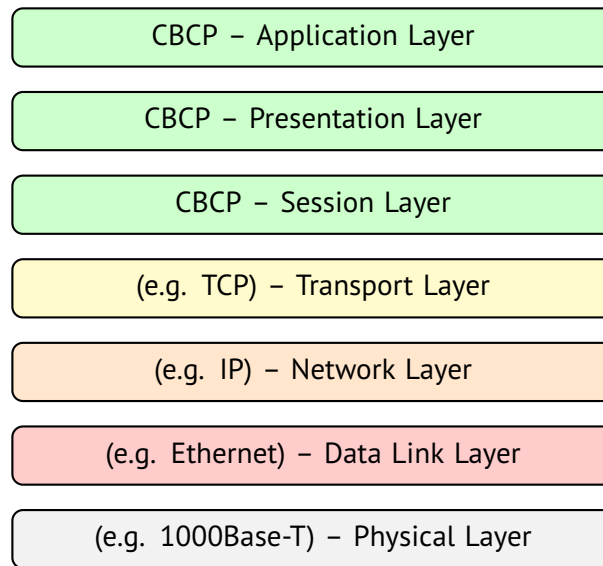 CBCP – Application Layer
CBCP – Presentation Layer
CBCP – Session Layer
(e.g. TCP) – Transport Layer
(e.g. IP) – Network Layer
(e.g. Ethernet) – Data Link Layer
(e.g. 1000Base-T) – Physical Layer